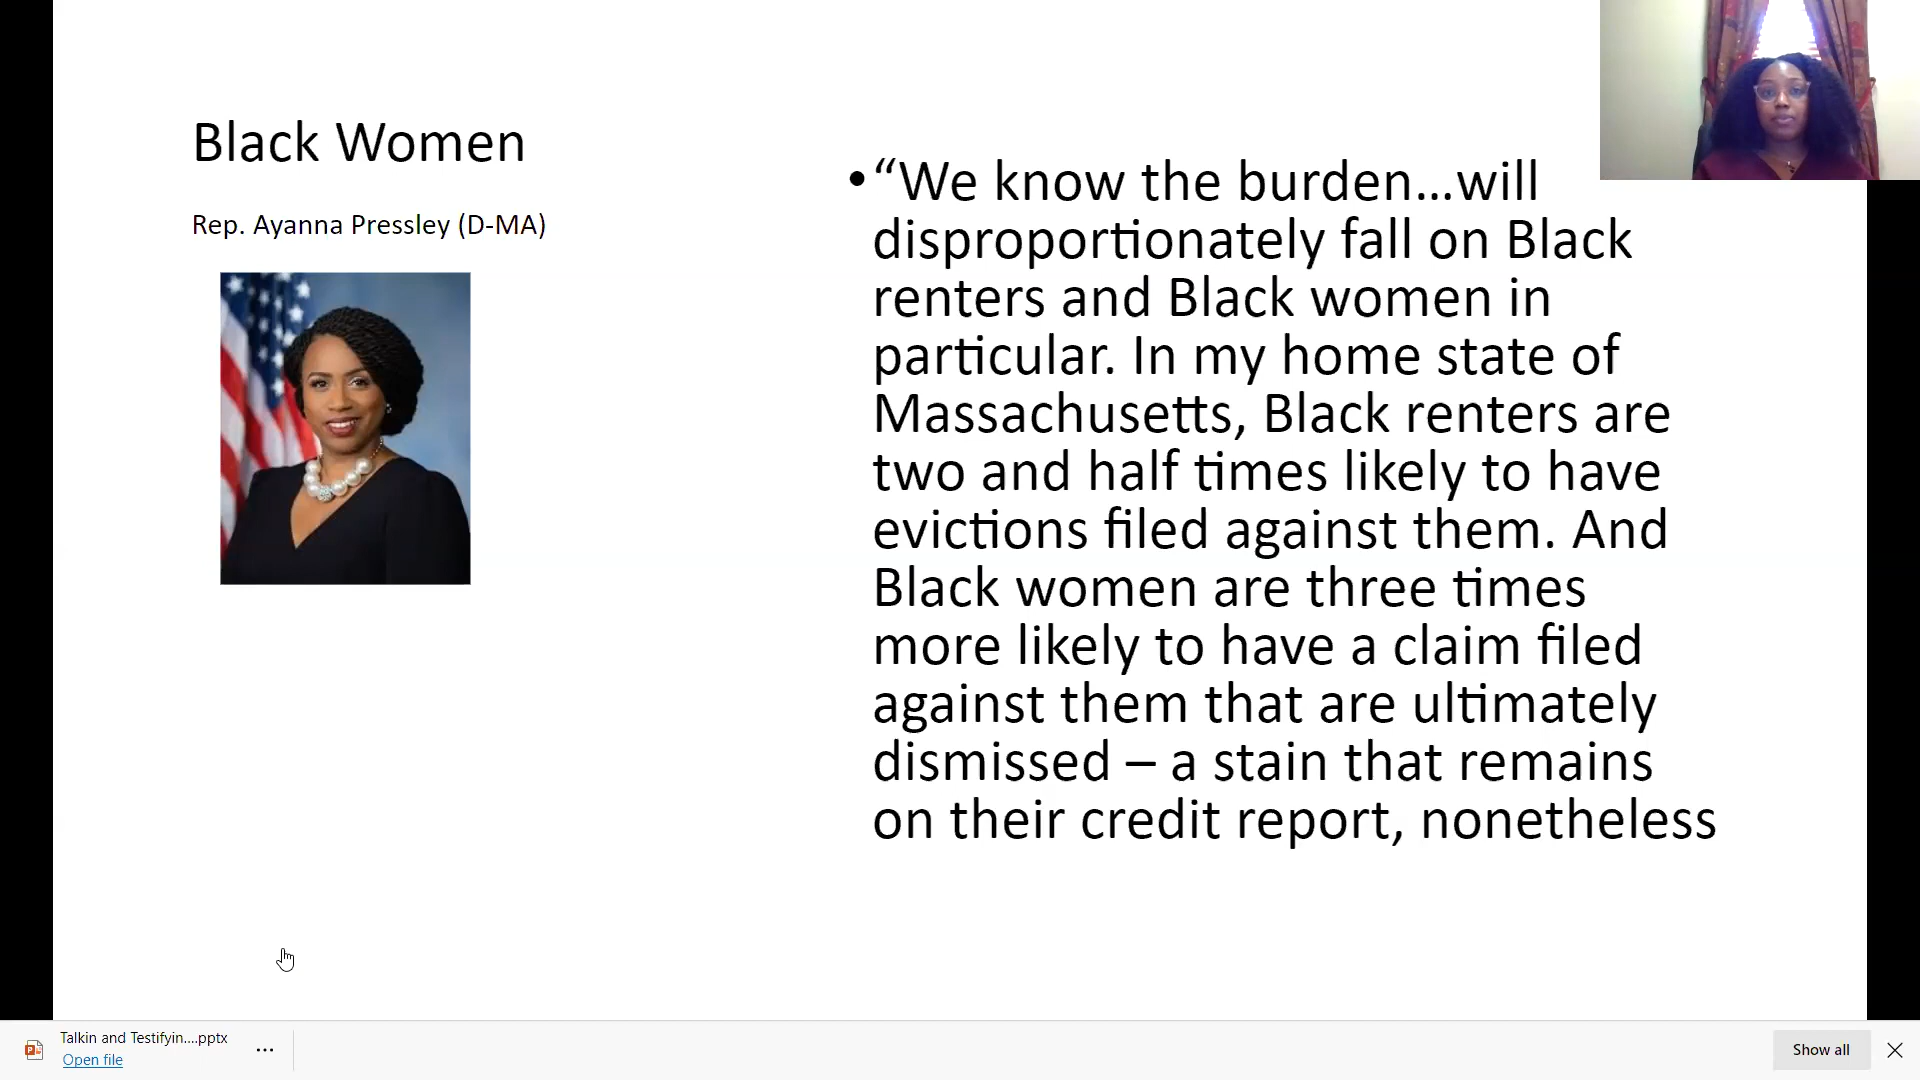 Black Women
Rep. Ayanna Pressley (D-MA)
•“We know the burden…will
disproportionately fall on Black
renters and Black women in
particular. In my home state of
Massachusetts, Black renters are
two and half times likely to have
evictions filed against them. And
Black women are three times
more likely to have a claim filed
against them that are ultimately
dismissed – a stain that remains
on their credit report, nonetheless
Talkin and Testifyin....pptx
Open file
Show all